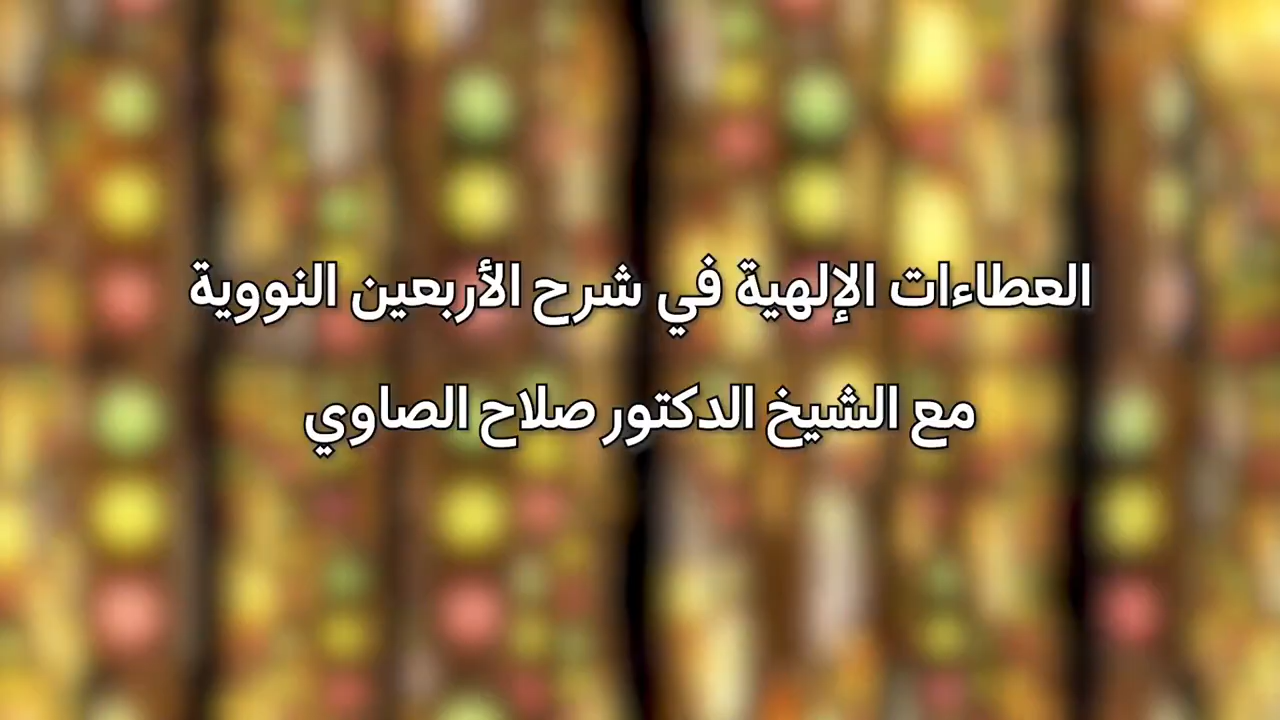 العطاءات الإلهية في شرح الأربعين النووية
مع الشيخ الدكتور صلاح الصاوي